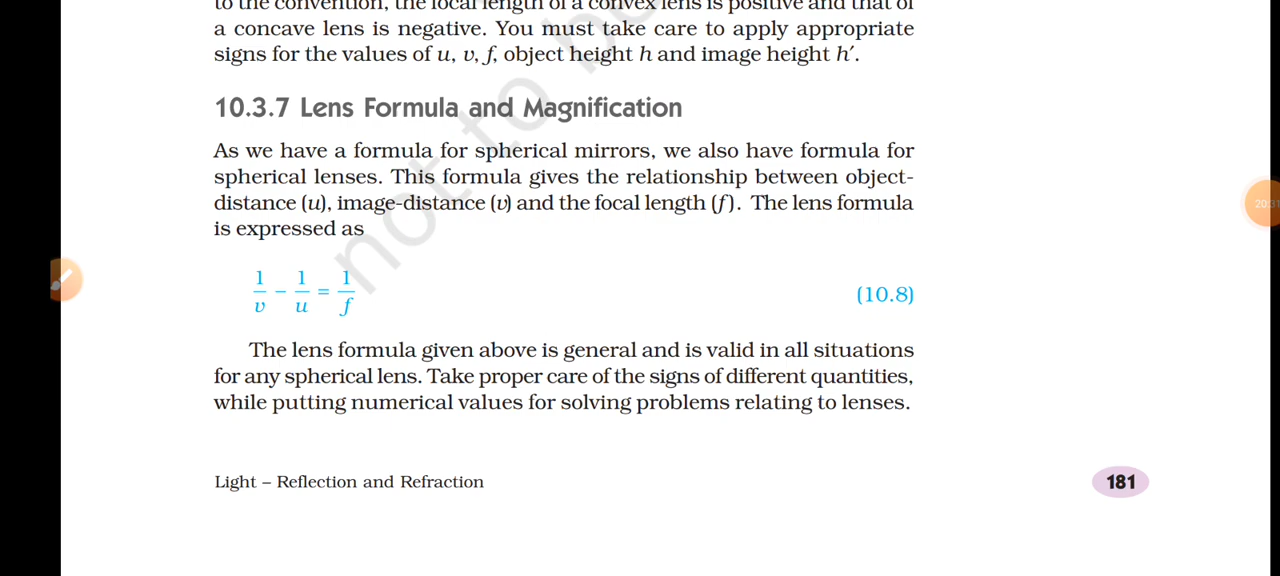 to the convention, the focal length of a convex lens is positive and that of
a concave lens is negative. You must take care to apply appropriate
signs for the values of u, v, f, object height h and image height h′.
10.3.7 Lens Formula and Magnification
As we have a formula for spherical mirrors, we also have formula for
spherical lenses. This formula gives the relationship between object-
distance (u), image-distance (v) and the focal length (f). The lens formula
is expressed as
1/v − 1/u = 1/f (10.8)
The lens formula given above is general and is valid in all situations
for any spherical lens. Take proper care of the signs of different quantities,
while putting numerical values for solving problems relating to lenses.
Light – Reflection and Refraction 181
not to b
20:31